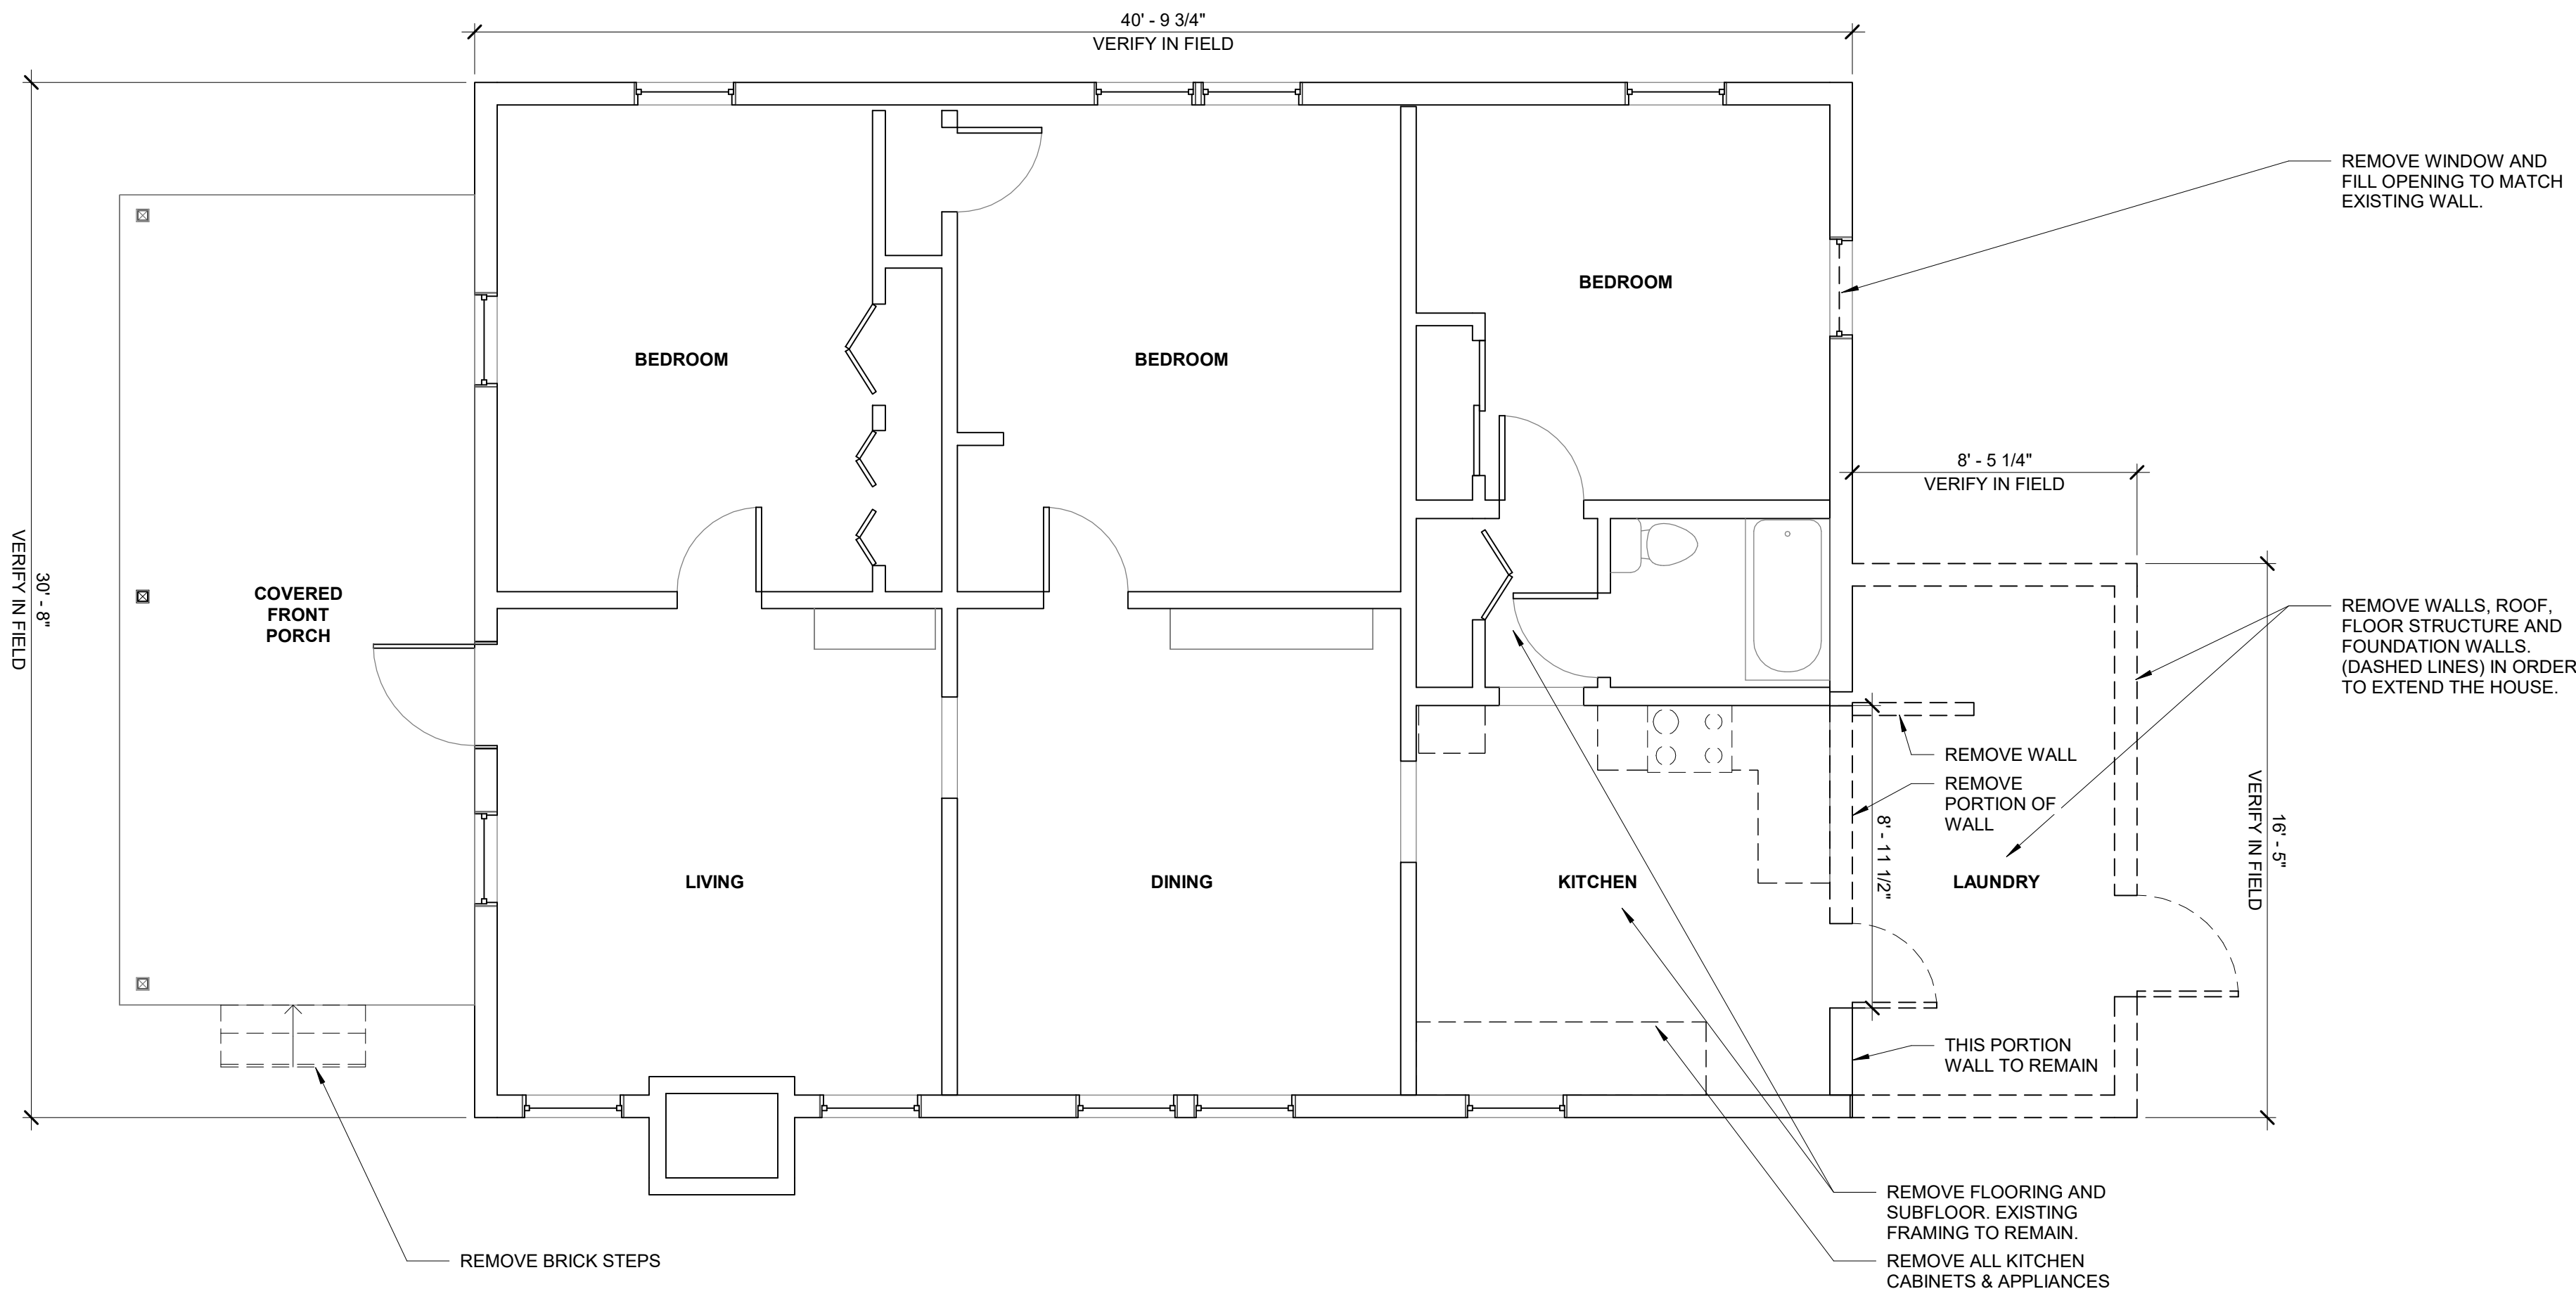 40' - 9 3/4"
VERIFY IN FIELD
REMOVE WINDOW AND
FILL OPENING TO MATCH
EXISTING WALL.
BEDROOM
BEDROOM
BEDROOM
8' - 5 1/4"
VERIFY IN FIELD
30' - 8"
VERIFY IN FIELD
COVERED
FRONT
PORCH
REMOVE WALLS, ROOF,
FLOOR STRUCTURE AND
FOUNDATION WALLS.
(DASHED LINES) IN ORDER
TO EXTEND THE HOUSE.
REMOVE WALL
REMOVE
PORTION OF
WALL
8' - 11 1/2"
16' - 5"
VERIFY IN FIELD
LIVING
DINING
KITCHEN
LAUNDRY
THIS PORTION
WALL TO REMAIN
REMOVE FLOORING AND
SUBFLOOR. EXISTING
FRAMING TO REMAIN.
REMOVE BRICK STEPS
REMOVE ALL KITCHEN
CABINETS & APPLIANCES